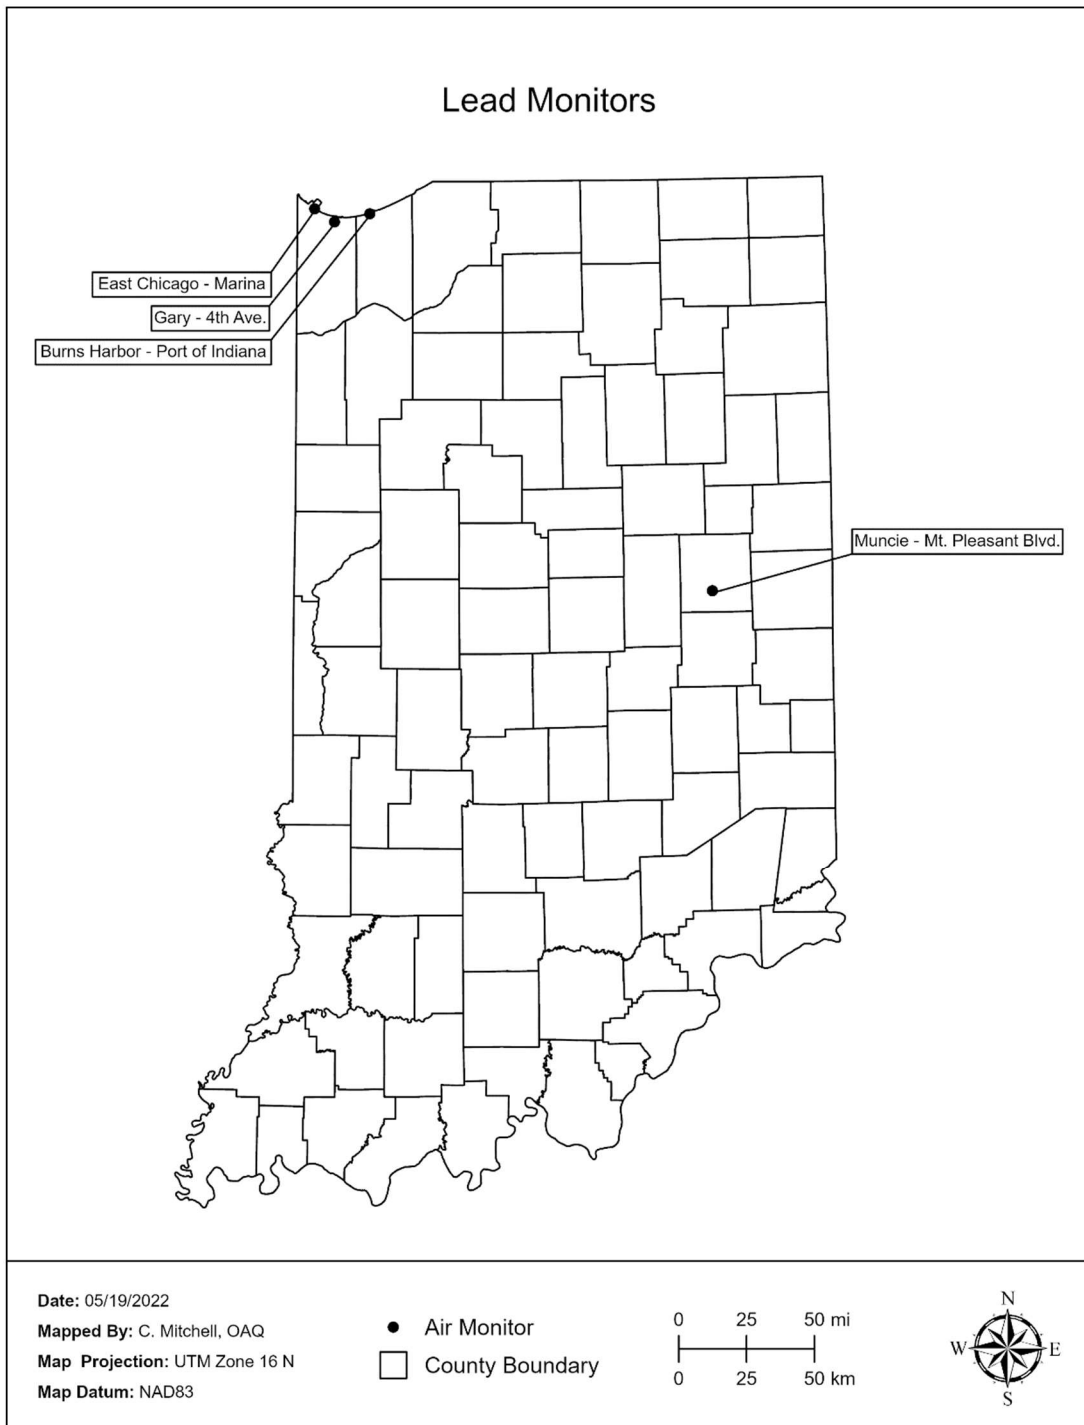 Lead Monitors
East Chicago - Marina
Gary - 4th Ave.
Burns Harbor - Port of Indiana
Muncie - Mt. Pleasant Blvd.
Date: 05/19/2022
Mapped By: C. Mitchell, OAQ
Map Projection: UTM Zone 16 N
Map Datum: NAD83
Air Monitor
County Boundary
0 25 50 mi
0 25 50 km
N
W E
S